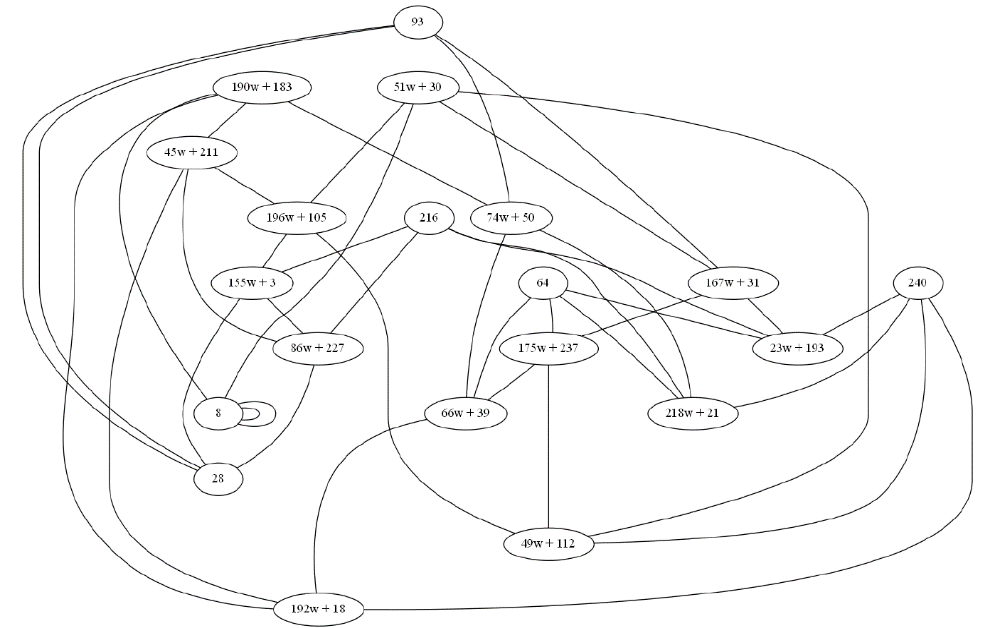 93
190w + 183
51w + 30
45w + 211
196w + 105
216
74w + 50
155w + 3
64
167w + 31
240
86w + 227
175w + 237
23w + 193
8
66w + 39
218w + 21
28
49w + 112
192w + 18